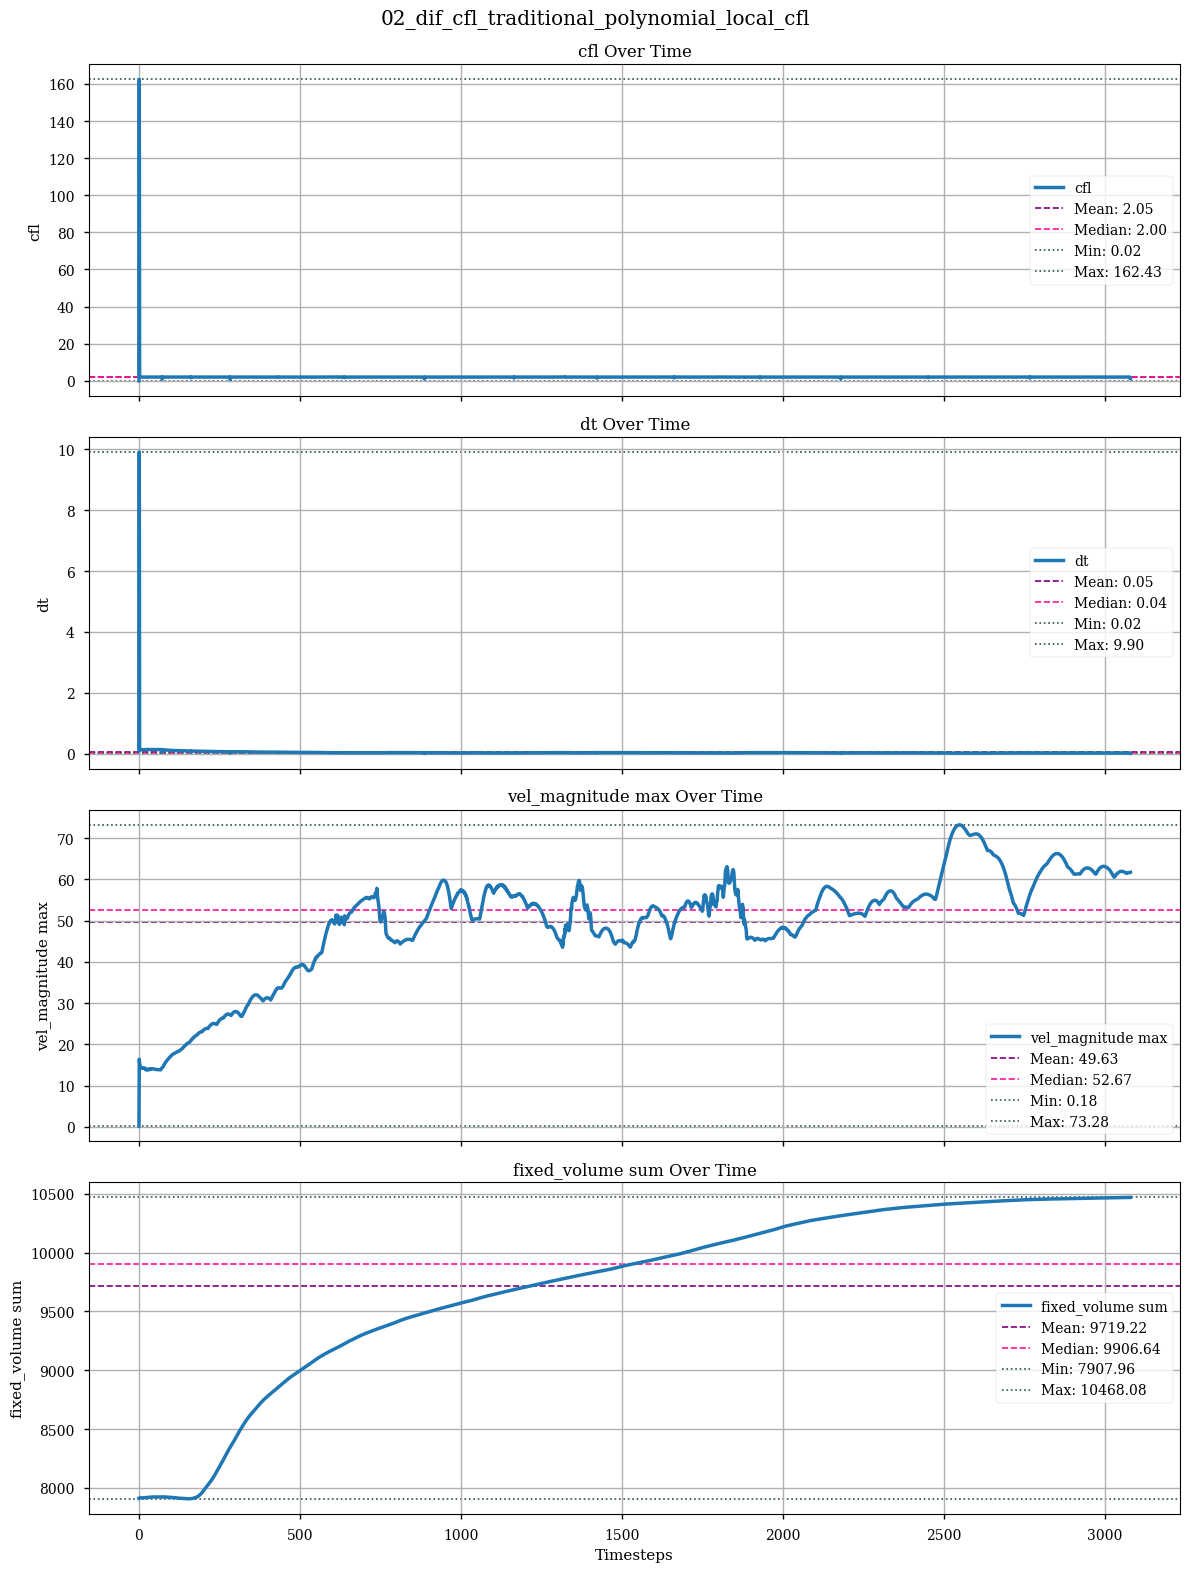 02_dif_cfl_traditional_polynomial_local_cfl
cfl Over Time
160
140
120
100
80
60
40
20
0
cfl
cfl
Mean: 2.05
Median: 2.00
Min: 0.02
Max: 162.43
dt Over Time
10
8
6
4
2
0
dt
dt
Mean: 0.05
Median: 0.04
Min: 0.02
Max: 9.90
vel_magnitude max Over Time
70
60
50
40
30
20
10
0
vel_magnitude max
vel_magnitude max
Mean: 49.63
Median: 52.67
Min: 0.18
Max: 73.28
fixed_volume sum Over Time
10500
10000
9500
9000
8500
8000
fixed_volume sum
fixed_volume sum
Mean: 9719.22
Median: 9906.64
Min: 7907.96
Max: 10468.08
0 500 1000 1500 2000 2500 3000
Timesteps